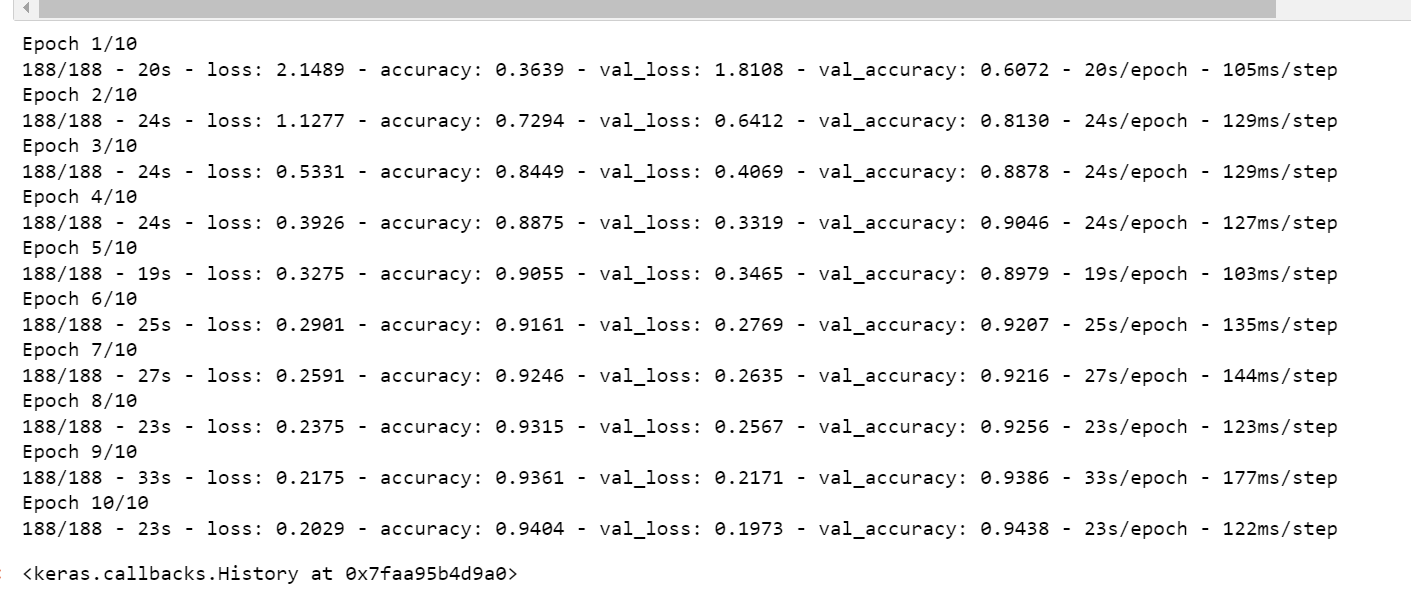 Epoch 1/10
188/188 - 20s - loss: 2.1489 - accuracy: 0.3639 - val_loss: 1.8108 - val_accuracy: 0.6072 - 20s/epoch - 105ms/step
Epoch 2/10
188/188 - 24s - loss: 1.1277 - accuracy: 0.7294 - val_loss: 0.6412 - val_accuracy: 0.8130 - 24s/epoch - 129ms/step
Epoch 3/10
188/188 - 24s - loss: 0.5331 - accuracy: 0.8449 - val_loss: 0.4069 - val_accuracy: 0.8878 - 24s/epoch - 129ms/step
Epoch 4/10
188/188 - 24s - loss: 0.3926 - accuracy: 0.8875 - val_loss: 0.3319 - val_accuracy: 0.9046 - 24s/epoch - 127ms/step
Epoch 5/10
188/188 - 19s - loss: 0.3275 - accuracy: 0.9055 - val_loss: 0.3465 - val_accuracy: 0.8979 - 19s/epoch - 103ms/step
Epoch 6/10
188/188 - 25s - loss: 0.2901 - accuracy: 0.9161 - val_loss: 0.2769 - val_accuracy: 0.9207 - 25s/epoch - 135ms/step
Epoch 7/10
188/188 - 27s - loss: 0.2591 - accuracy: 0.9246 - val_loss: 0.2635 - val_accuracy: 0.9216 - 27s/epoch - 144ms/step
Epoch 8/10
188/188 - 23s - loss: 0.2375 - accuracy: 0.9315 - val_loss: 0.2567 - val_accuracy: 0.9256 - 23s/epoch - 123ms/step
Epoch 9/10
188/188 - 33s - loss: 0.2175 - accuracy: 0.9361 - val_loss: 0.2171 - val_accuracy: 0.9386 - 33s/epoch - 177ms/step
Epoch 10/10
188/188 - 23s - loss: 0.2029 - accuracy: 0.9404 - val_loss: 0.1973 - val_accuracy: 0.9438 - 23s/epoch - 122ms/step
<keras.callbacks.History at 0x7faa95b4d9a0>